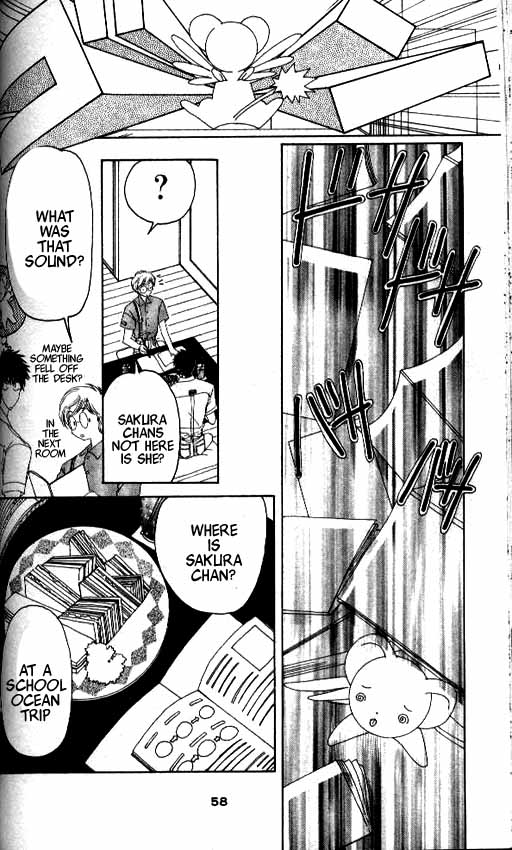 ?
SAKURA
CHANS
NOT HERE
IS SHE?
WHAT
WAS
THAT
SOUND?
MAYBE
SOMETHING
FELL OFF
THE DESK?
IN
THE
NEXT
ROOM
WHERE
IS
SAKURA
CHAN?
AT A
SCHOOL
OCEAN
TRIP
58